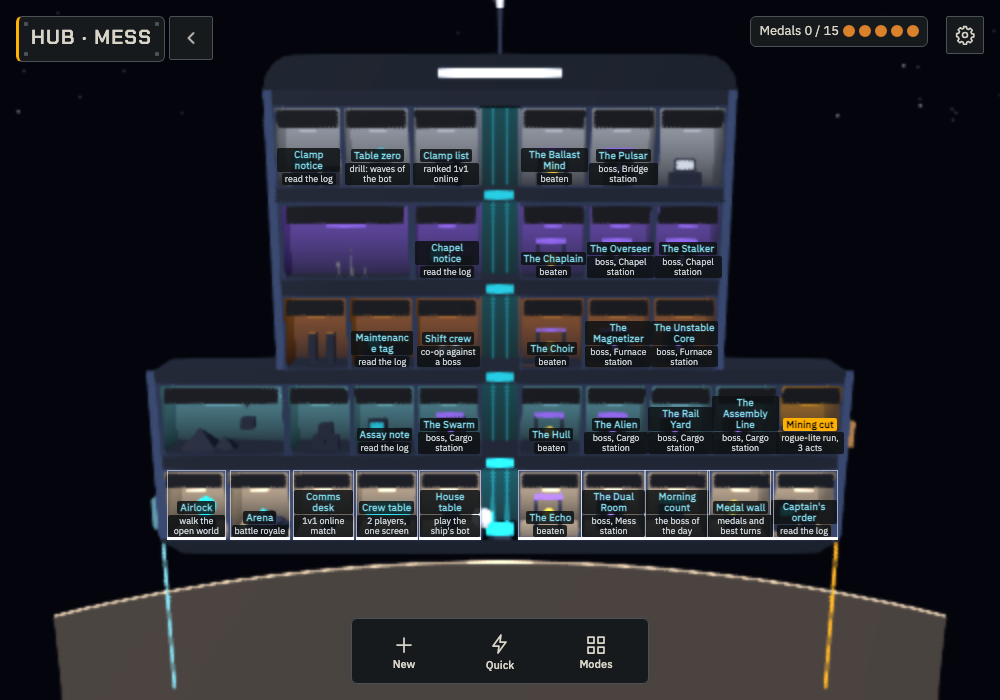 HUB · MESS
Medals 0 / 15
Clamp
notice
read the log
Table zero
drill: waves of
the bot
Clamp list
ranked 1v1
online
The Ballast
Mind
beaten
The Pulsar
boss, Bridge
station
Chapel
notice
read the log
The Chaplain
beaten
The Overseer
boss, Chapel
station
The Stalker
boss, Chapel
station
Maintenanc
e tag
read the log
Shift crew
co-op against
a boss
The Choir
beaten
The
Magnetizer
boss, Furnace
station
The Unstable
Core
boss, Furnace
station
Assay note
read the log
The Swarm
boss, Cargo
station
The Hull
beaten
The Alien
boss, Cargo
station
The Rail
Yard
boss, Cargo
station
The
Assembly
Line
boss, Cargo
station
Mining cut
rogue-lite run,
3 acts
Airlock
walk the
open world
Arena
battle royale
Comms
desk
1v1 online
match
Crew table
2 players,
one screen
House
table
play the
ship's bot
The Echo
beaten
The Dual
Room
boss, Mess
station
Morning
count
the boss of
the day
Medal wall
medals and
best turns
Captain's
order
read the log
New
Quick
Modes